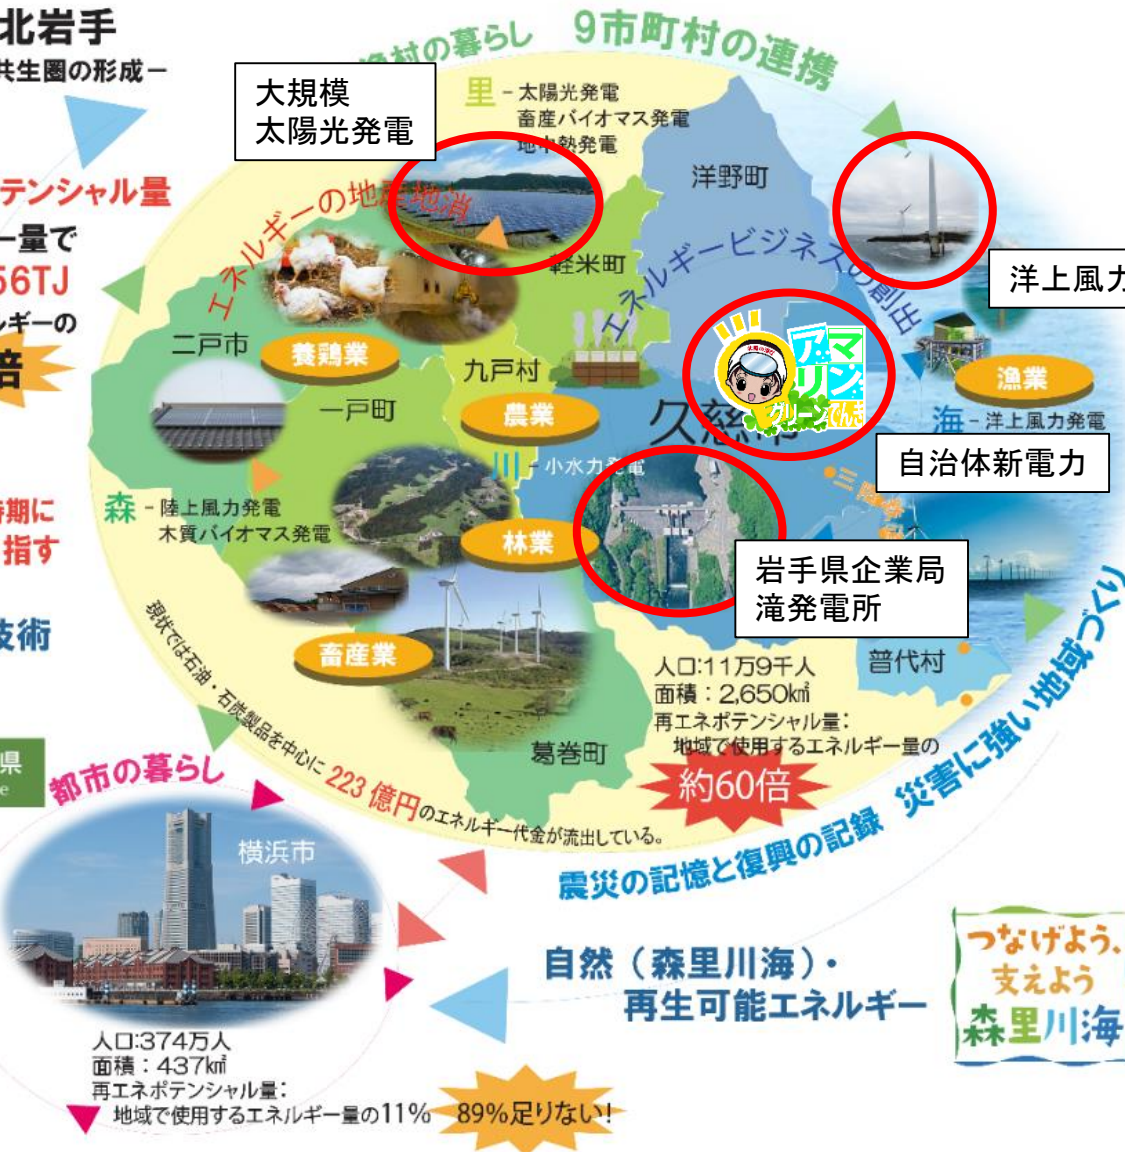 北岩手
共生圏の形成－
漁村の暮らし
9市町村の連携
大規模
太陽光発電
里 - 太陽光発電
畜産バイオマス発電
地中熱発電
テンシャル量
ー量で
56TJ
ルギーの
倍
エネルギーの地産地消
洋野町
軽米町
エネルギービジネスの創出
洋上風力
二戸市
養鶏業
九戸村
アマリン
グリーンでんき
漁業
一戸町
農業
久慈市
海 - 洋上風力発電
川 - 小水力発電
自治体新電力
時期に
指す
森 - 陸上風力発電
木質バイオマス発電
林業
岩手県企業局
滝発電所
技術
畜産業
普代村
人口:11万9千人
面積：2,650k㎡
再エネポテンシャル量:
地域で使用するエネルギー量の
約60倍
葛巻町
現状では石油・石炭製品を中心に 223億円のエネルギー代金が流出している。
震災の記憶と復興の記録 災害に強い地域づくり
県
都市の暮らし
横浜市
人口:374万人
面積：437k㎡
再エネポテンシャル量:
地域で使用するエネルギー量の11%
89%足りない!
自然（森里川海）・
再生可能エネルギー
つなげよう、
支えよう
森里川海